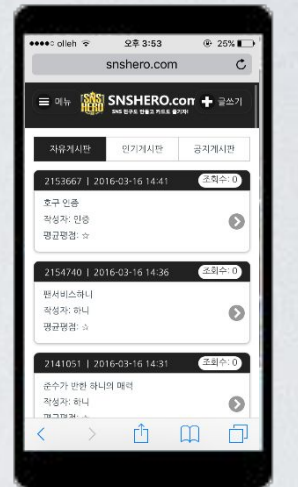 olleh 오후 3:53 25%
snshero.com
메뉴 SNS HERO SNSHERO.com 글쓰기
SNS 친구도 만들고 카드도 즐기자!
자유게시판 인기게시판 공지게시판
2153667 | 2016-03-16 14:41 조회수: 0
호구 인증
작성자: 인증
평균평점: ☆
2154740 | 2016-03-16 14:36 조회수: 0
팬서비스하니
작성자: 하니
평균평점: ☆
2141051 | 2016-03-16 14:31 조회수: 0
순수가 반한 하니의 매력
작성자: 하니
평균평점: ☆